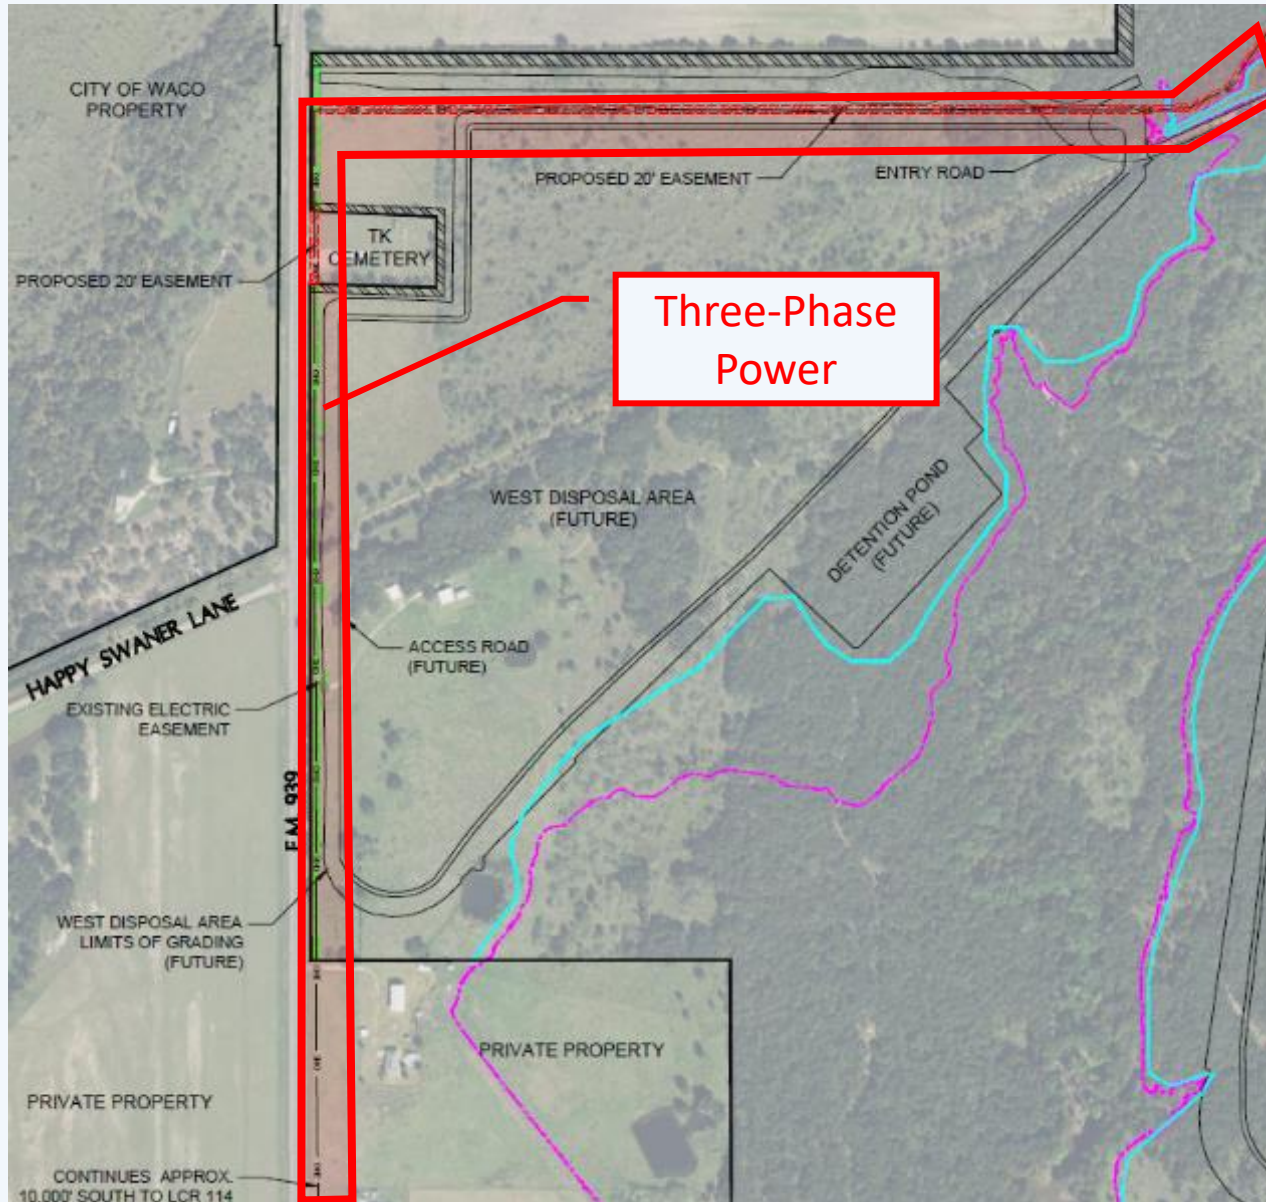 CITY OF WACO
PROPERTY
PROPOSED 20' EASEMENT
ENTRY ROAD
TK
CEMETERY
PROPOSED 20' EASEMENT
Three-Phase
Power
WEST DISPOSAL AREA
(FUTURE)
DETENTION POND
(FUTURE)
HAPPY SWANER LANE
ACCESS ROAD
(FUTURE)
EXISTING ELECTRIC
EASEMENT
FM 939
WEST DISPOSAL AREA
LIMITS OF GRADING
(FUTURE)
PRIVATE PROPERTY
PRIVATE PROPERTY
CONTINUES APPROX.
10,000' SOUTH TO LCR 114